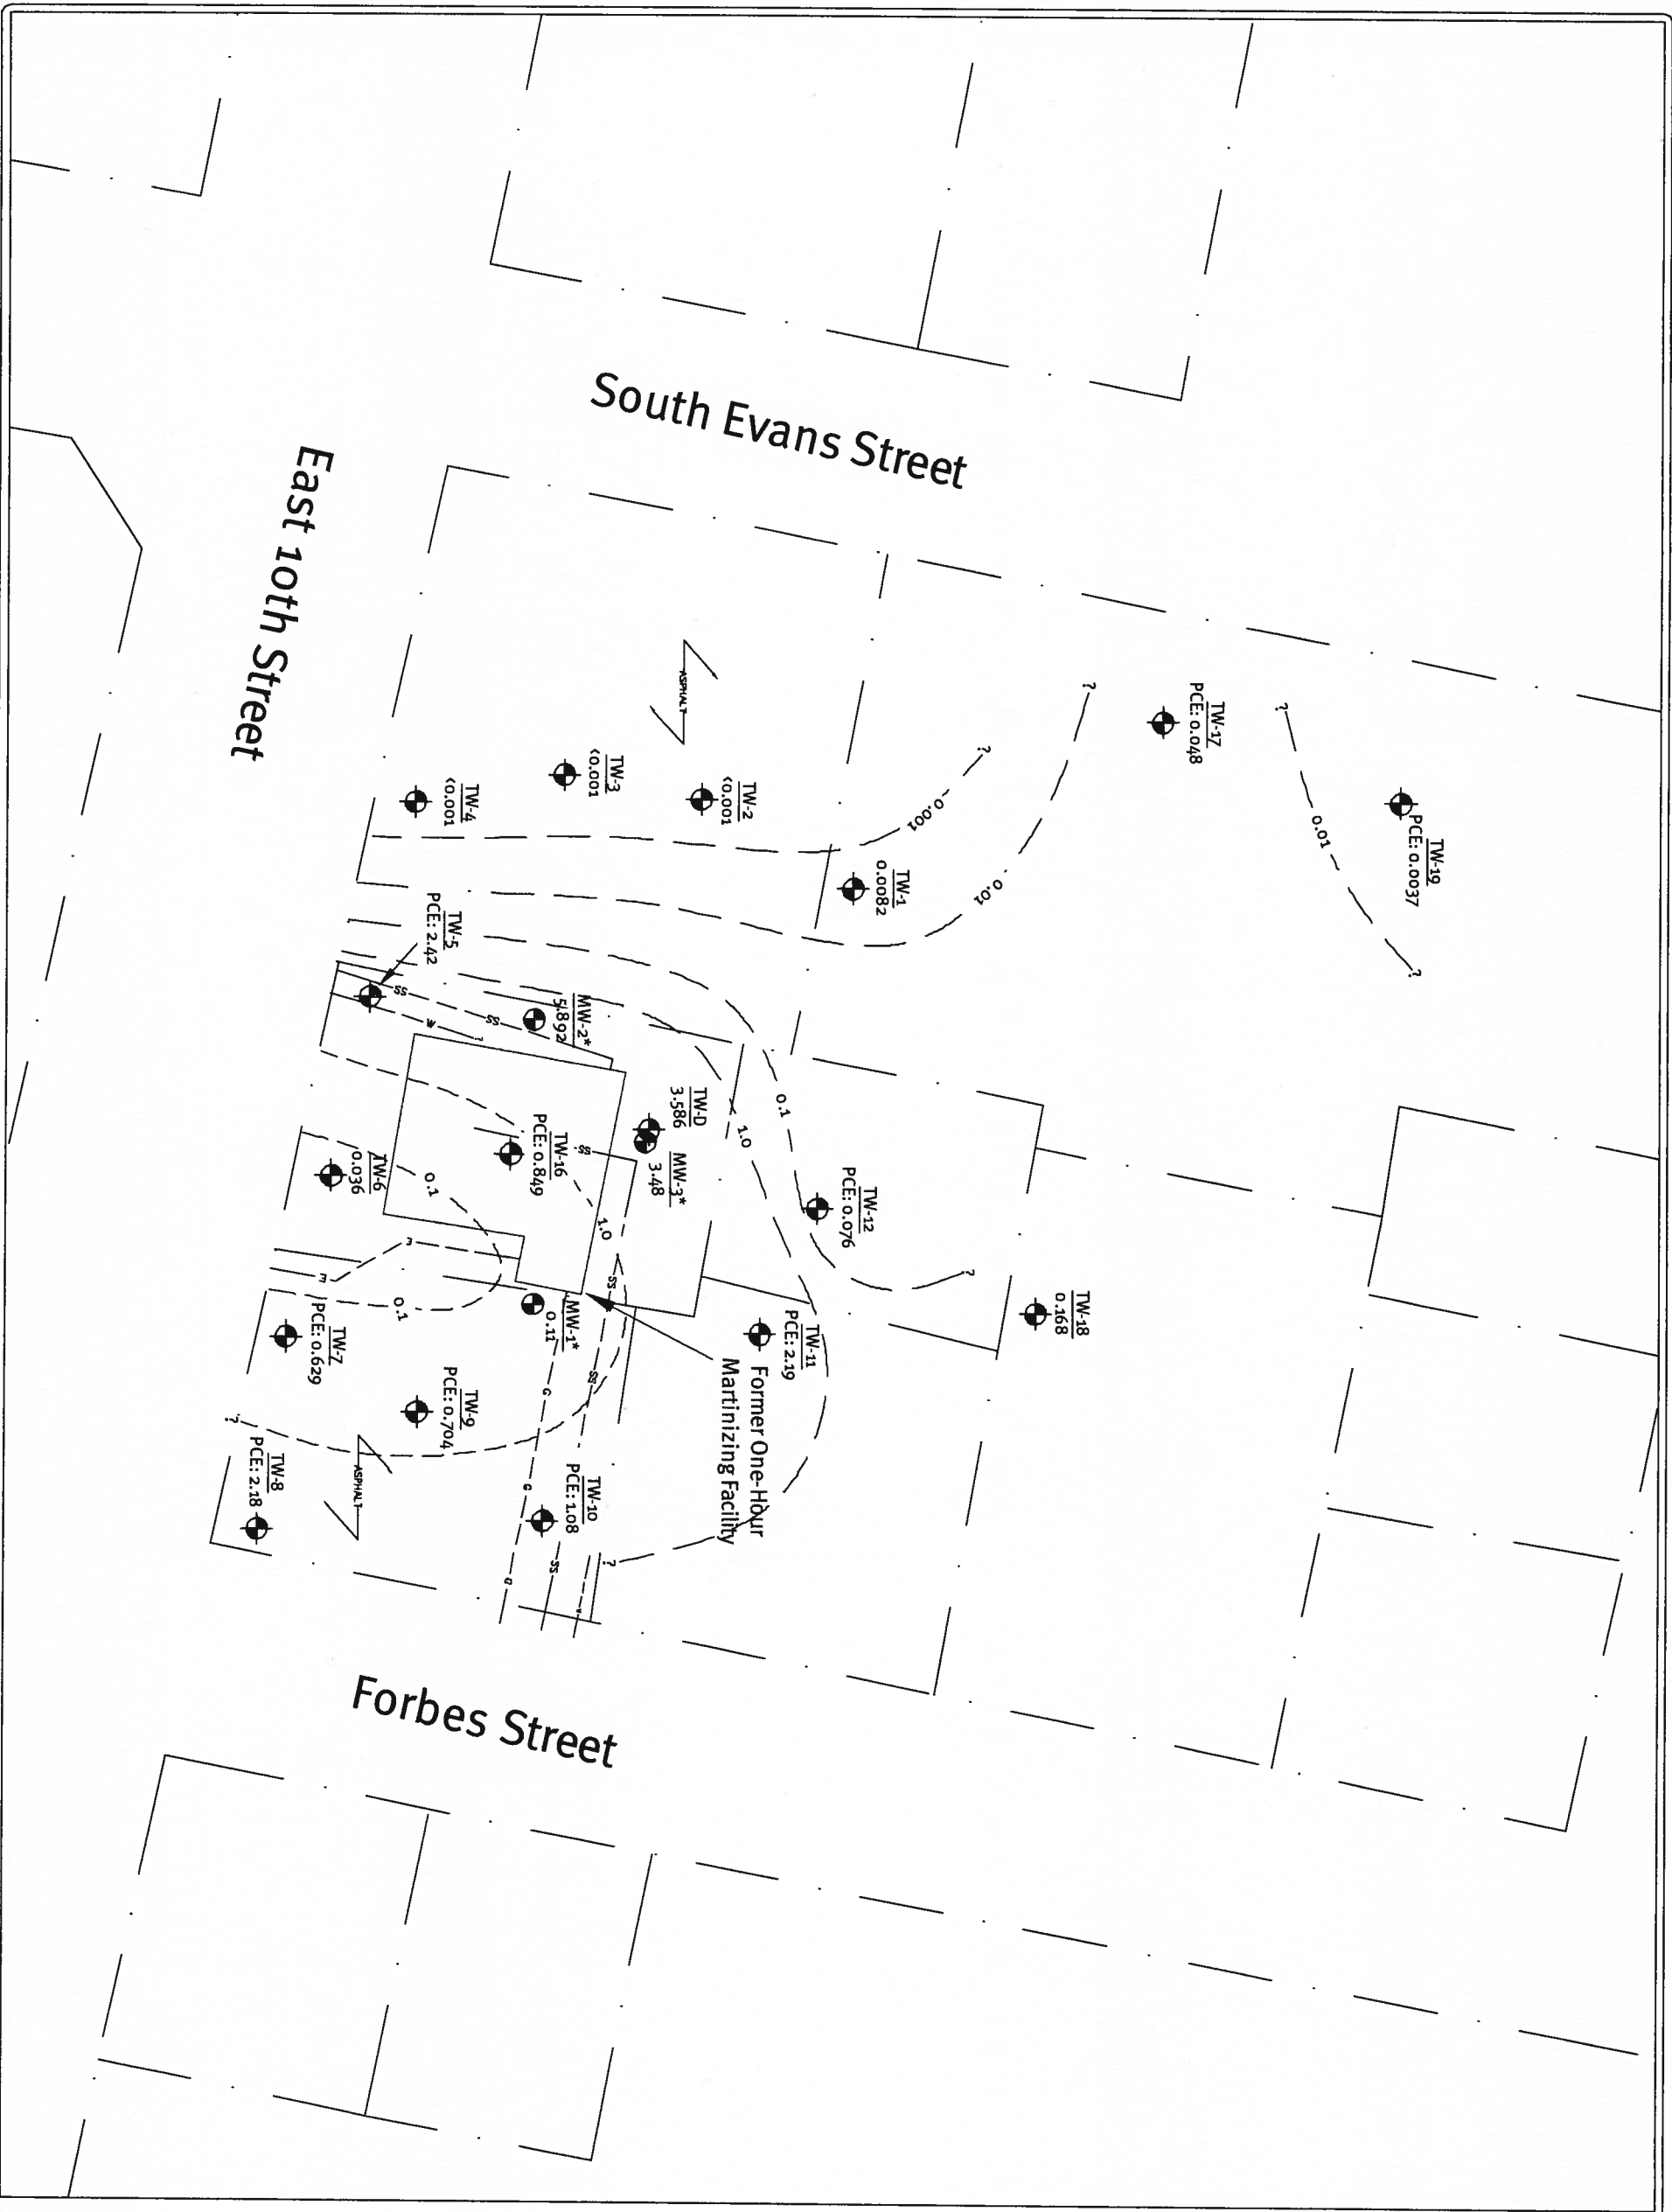 South Evans Street
East 10th Street
Forbes Street
TW-19
PCE: 0.0037
TW-17
PCE: 0.048
?
?
0.01
?
?
0.001
0.01
TW-1
0.0082
TW-2
<0.001
TW-3
<0.001
TW-4
<0.001
ASPHALT
TW-5
PCE: 2.42
SS
SS
W
MW-2*
5.892
TW-D
3.586
MW-3*
3.48
TW-16
PCE: 0.849
SS
TW-6
0.036
0.1
1.0
0.1
1.0
TW-12
PCE: 0.076
?
TW-18
0.168
TW-11
PCE: 2.19
Former One-Hour
Martinizing Facility
MW-1*
0.11
SS
SS
E
E
0.1
TW-7
PCE: 0.629
TW-9
PCE: 0.704
?
TW-8
PCE: 2.18
ASPHALT
TW-10
PCE: 1.08
G
G
G
SS
?